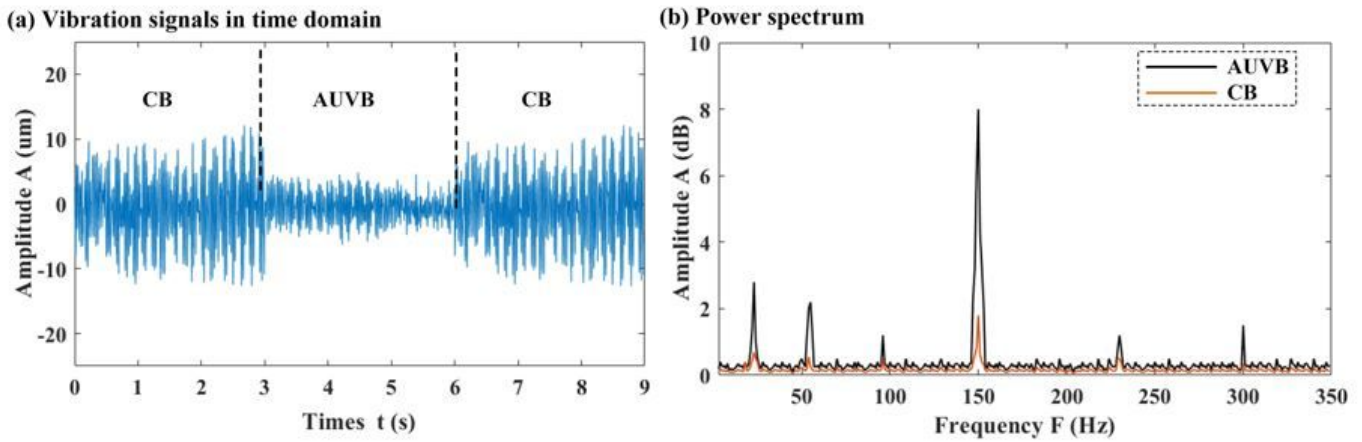 (a) Vibration signals in time domain
20
10
0
-10
-20
Amplitude A (um)
CB
AUVB
CB
0 1 2 3 4 5 6 7 8 9
Times t (s)
(b) Power spectrum
10
8
6
4
2
0
Amplitude A (dB)
AUVB
CB
50 100 150 200 250 300 350
Frequency F (Hz)